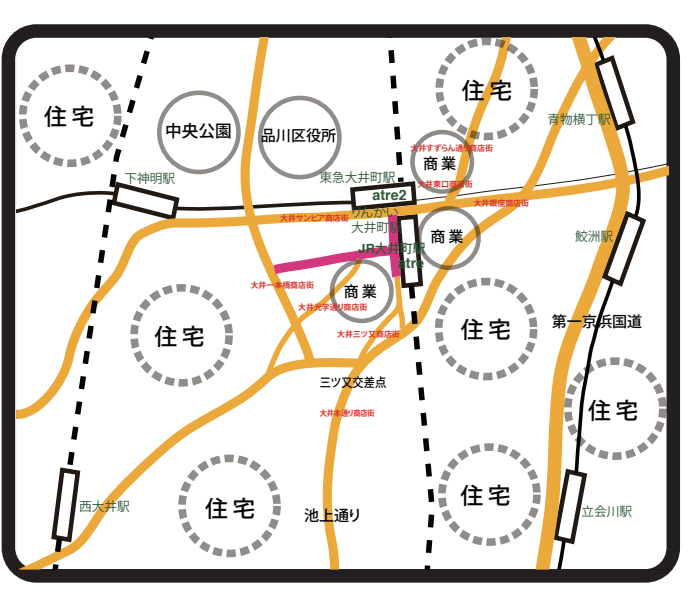 住宅
中央公園
品川区役所
住宅
青物横丁駅
大井すずらん通り商店街
商業
下神明駅
東急大井町駅
大井東口商店街
atre2
大井銀座商店街
りんかい
大井町駅
大井サンピア商店街
商業
鮫洲駅
JR大井町駅
atre
大井一本橋商店街
商業
大井光学通り商店街
第一京浜国道
住宅
住宅
大井三ツ又商店街
三ツ又交差点
住宅
大井本通り商店街
住宅
住宅
西大井駅
池上通り
立会川駅